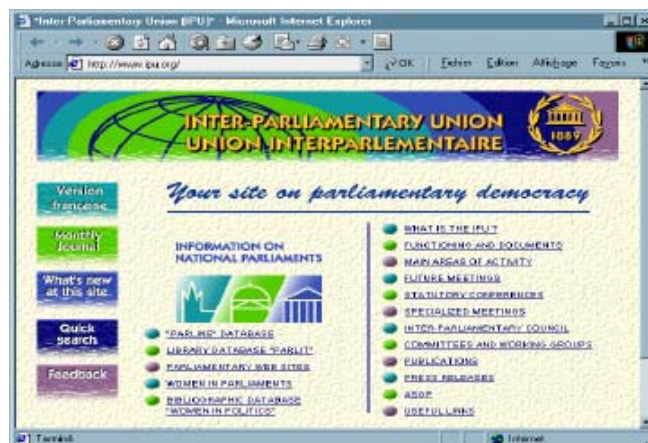 "Inter-Parliamentary Union (IPU)" - Microsoft Internet Explorer
Adresse http://www.ipu.org/ OK Fichier Edition Affichage Favoris
INTER-PARLIAMENTARY UNION
UNION INTERPARLEMENTAIRE
1889
Your site on parliamentary democracy
Version
française
Monthly
Journal
What's new
at this site
Quick
search
Feedback
INFORMATION ON
NATIONAL PARLIAMENTS
"PARLINE" DATABASE
LIBRARY DATABASE "PARLIT"
PARLIAMENTARY WEB SITES
WOMEN IN PARLIAMENTS
BIBLIOGRAPHIC DATABASE
"WOMEN IN POLITICS"
WHAT IS THE IPU?
FUNCTIONING AND DOCUMENTS
MAIN AREAS OF ACTIVITY
FUTURE MEETINGS
STATUTORY CONFERENCES
SPECIALIZED MEETINGS
INTER-PARLIAMENTARY COUNCIL
COMMITTEES AND WORKING GROUPS
PUBLICATIONS
PRESS RELEASES
ASGP
USEFUL LINKS
Terminé
Internet